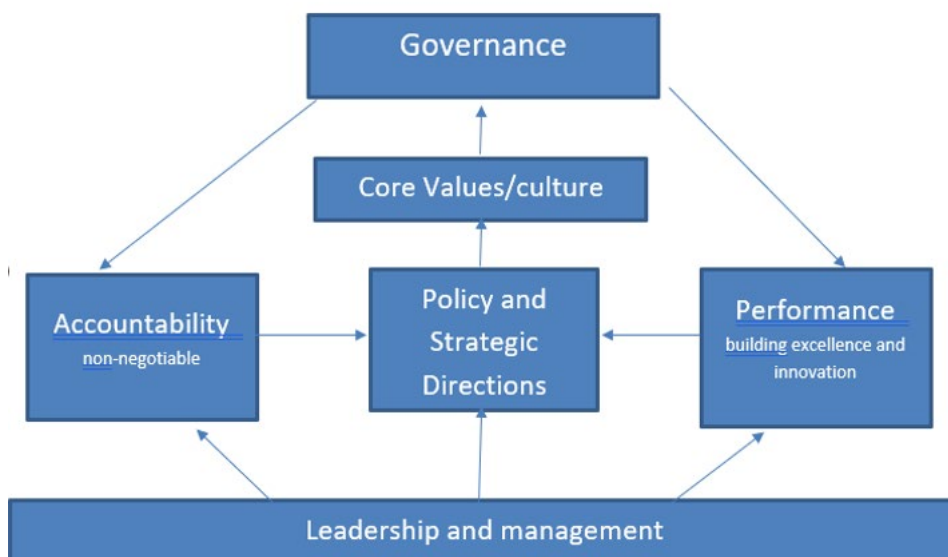 Governance
Core Values/culture
Accountability
non-negotiable
Policy and
Strategic
Directions
Performance
building excellence and
innovation
Leadership and management